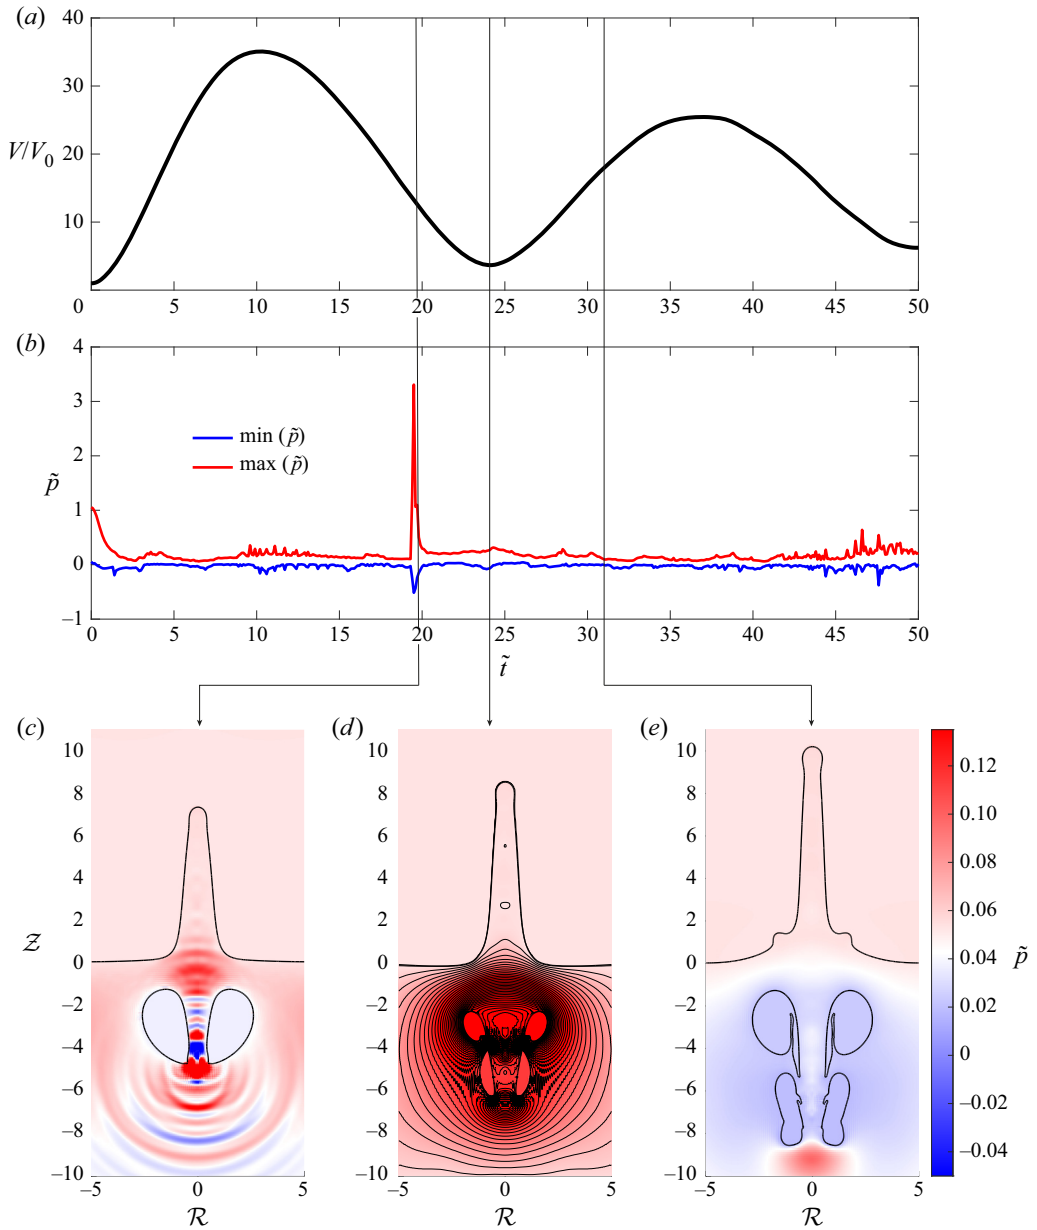 (a)
40
30
V/V0
20
10
0 5 10 15 20 25 30 35 40 45 50
(b)
4
3
min (p̃)
2
max (p̃)
p̃
1
0
–1
0 5 10 15 20 25 30 35 40 45 50
t̃
(c) (d) (e)
10 10 10
0.12
8 8 8
0.10
6 6 6
0.08
4 4 4
0.06
2 2 2
𝒵
0 0 0
0.04
p̃
–2 –2 –2
0.02
–4 –4 –4
0
–6 –6 –6
–0.02
–8 –8 –8
–0.04
–10 –10 –10
–5 0 5 –5 0 5 –5 0 5
ℛ ℛ ℛ